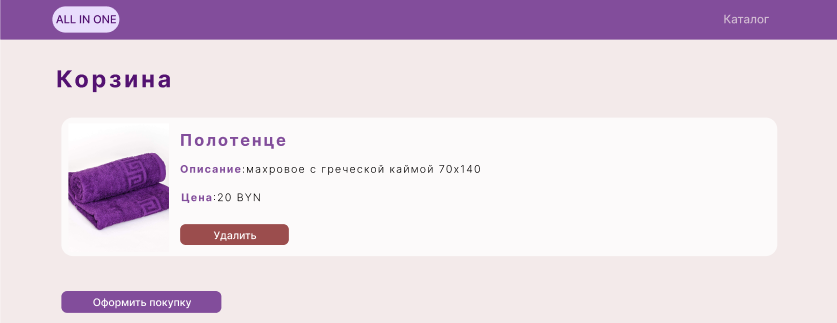 ALL IN ONE
Каталог
Корзина
Полотенце
Описание:махровое с греческой каймой 70х140
Цена:20 BYN
Удалить
Оформить покупку